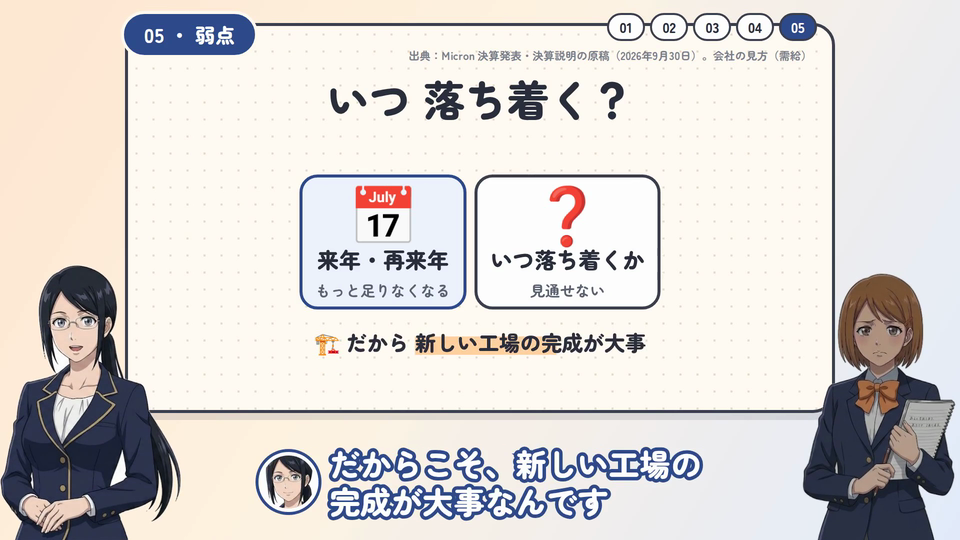 05 ・ 弱点
01 02 03 04 05
出典：Micron 決算発表・決算説明の原稿（2026年9月30日）。会社の見方（需給）
いつ 落ち着く？
July
17
来年・再来年
もっと足りなくなる
❓
いつ落ち着くか
見通せない
🏗️ だから 新しい工場の完成が大事
だからこそ、新しい工場の
完成が大事なんです